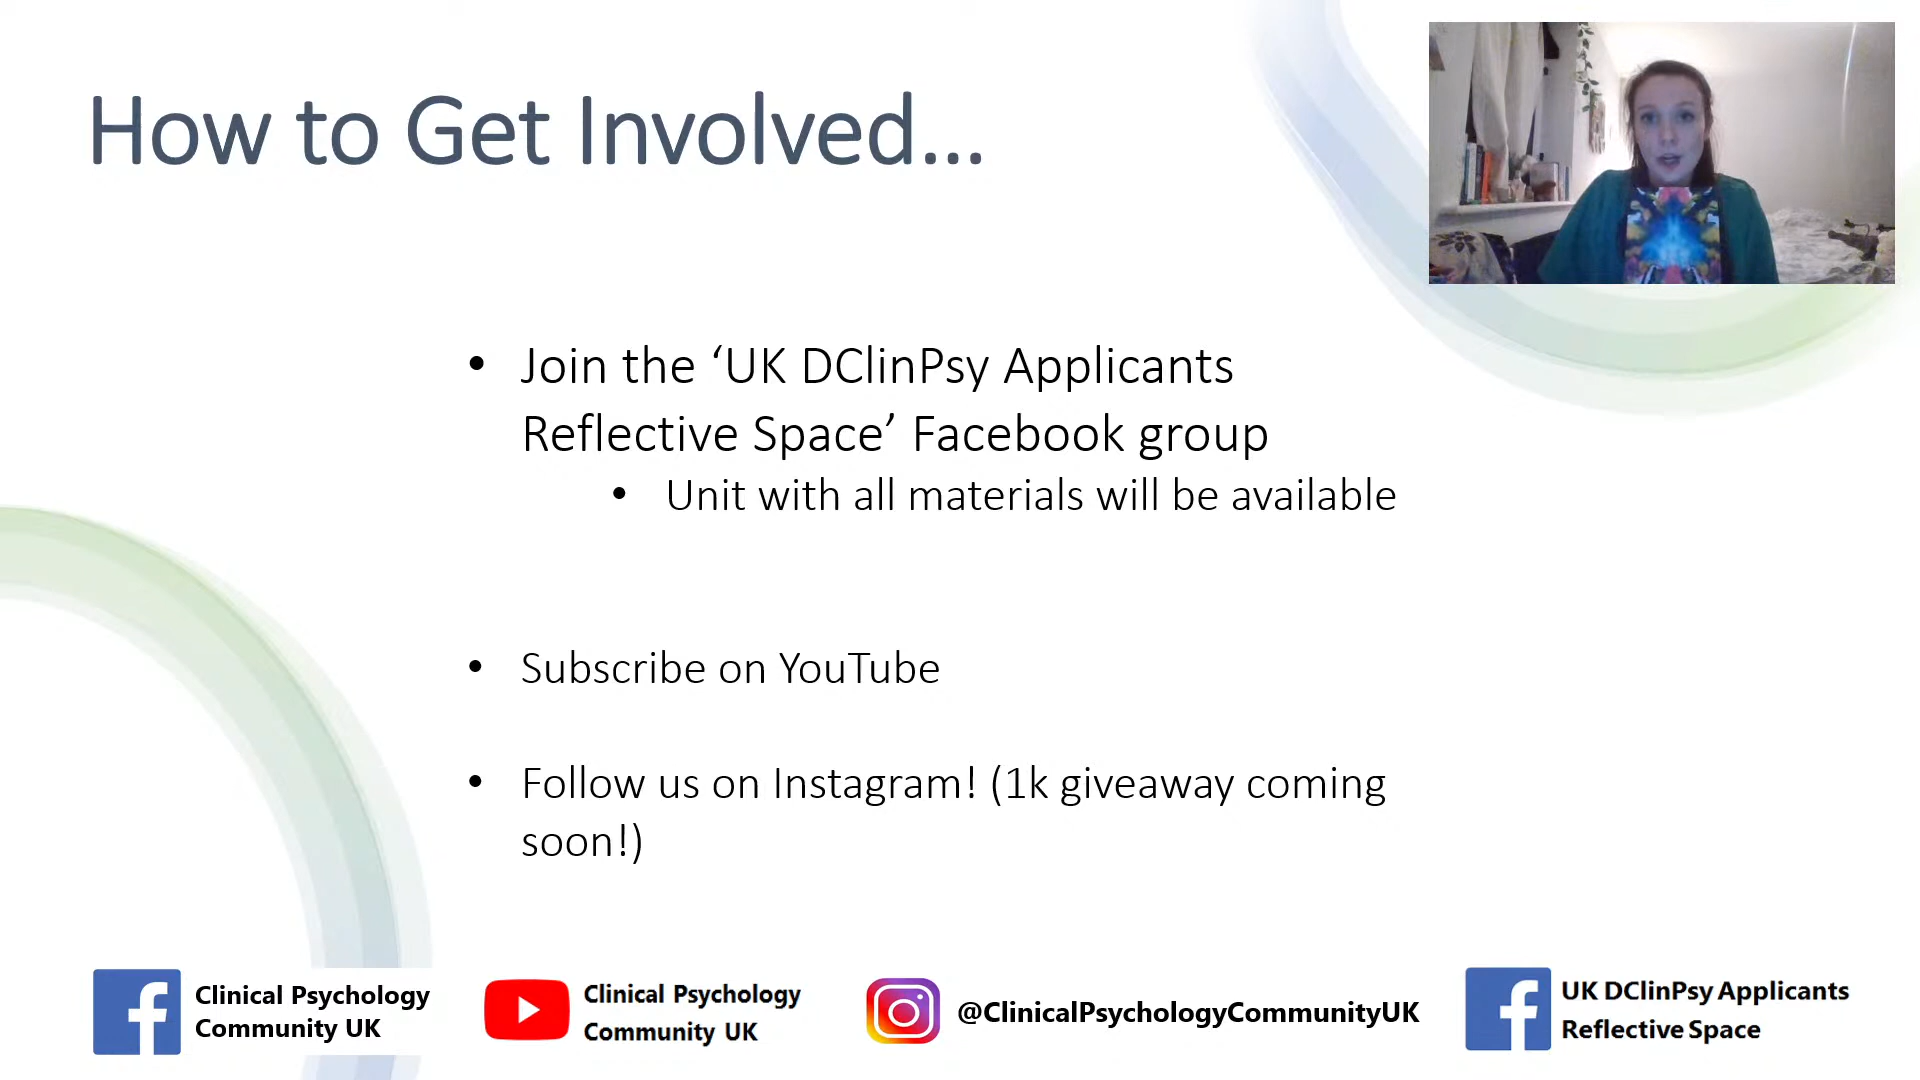 How to Get Involved...
• Join the ‘UK DClinPsy Applicants
Reflective Space’ Facebook group
• Unit with all materials will be available
• Subscribe on YouTube
• Follow us on Instagram! (1k giveaway coming
soon!)
Clinical Psychology
Community UK
Clinical Psychology
Community UK
@ClinicalPsychologyCommunityUK
UK DClinPsy Applicants
Reflective Space